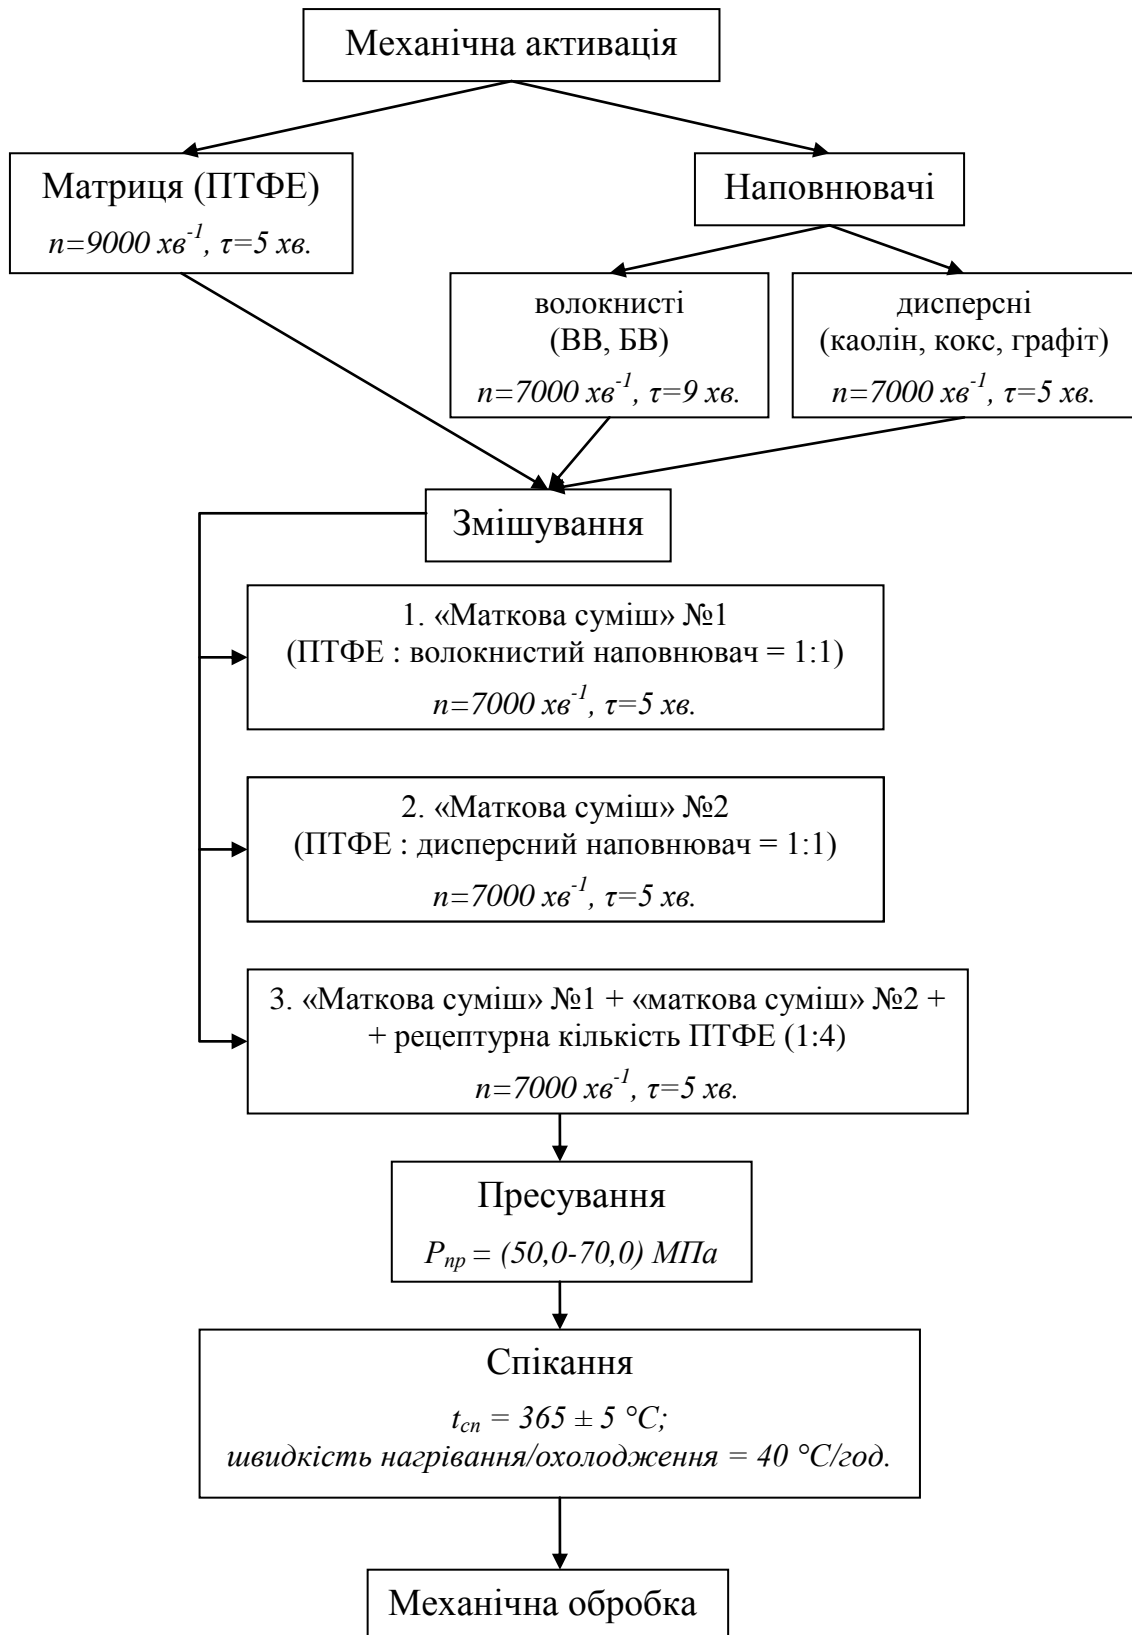 Механічна активація
Матриця (ПТФЕ)
n=9000 хв⁻¹, τ=5 хв.
Наповнювачі
волокнисті
(ВВ, БВ)
n=7000 хв⁻¹, τ=9 хв.
дисперсні
(каолін, кокс, графіт)
n=7000 хв⁻¹, τ=5 хв.
Змішування
1. «Маткова суміш» №1
(ПТФЕ : волокнистий наповнювач = 1:1)
n=7000 хв⁻¹, τ=5 хв.
2. «Маткова суміш» №2
(ПТФЕ : дисперсний наповнювач = 1:1)
n=7000 хв⁻¹, τ=5 хв.
3. «Маткова суміш» №1 + «маткова суміш» №2 +
+ рецептурна кількість ПТФЕ (1:4)
n=7000 хв⁻¹, τ=5 хв.
Пресування
Pпр = (50,0-70,0) МПа
Спікання
tсп = 365 ± 5 °С;
швидкість нагрівання/охолодження = 40 °С/год.
Механічна обробка